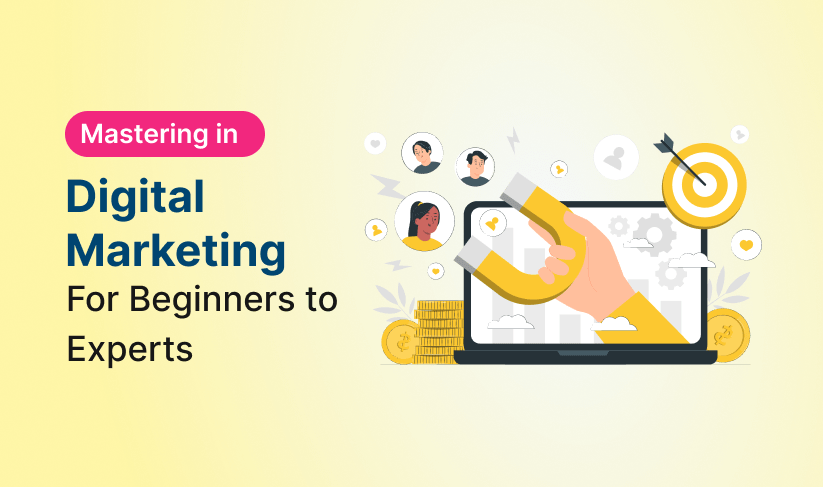 Mastering in
Digital
Marketing
For Beginners to
Experts